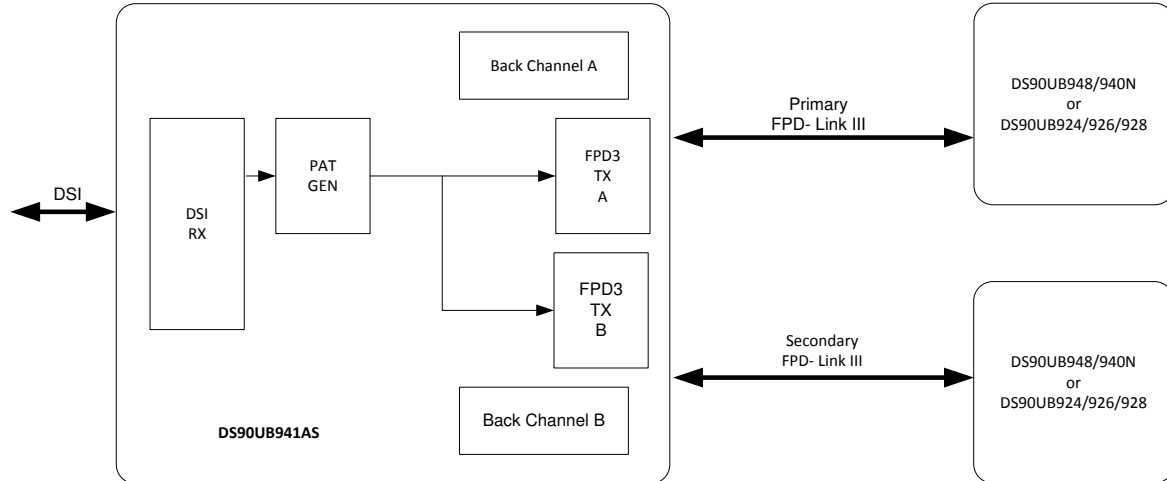 DSI
DSI
RX
PAT
GEN
Back Channel A
FPD3
TX
A
FPD3
TX
B
Back Channel B
DS90UB941AS
Primary
FPD- Link III
DS90UB948/940N
or
DS90UB924/926/928
Secondary
FPD- Link III
DS90UB948/940N
or
DS90UB924/926/928